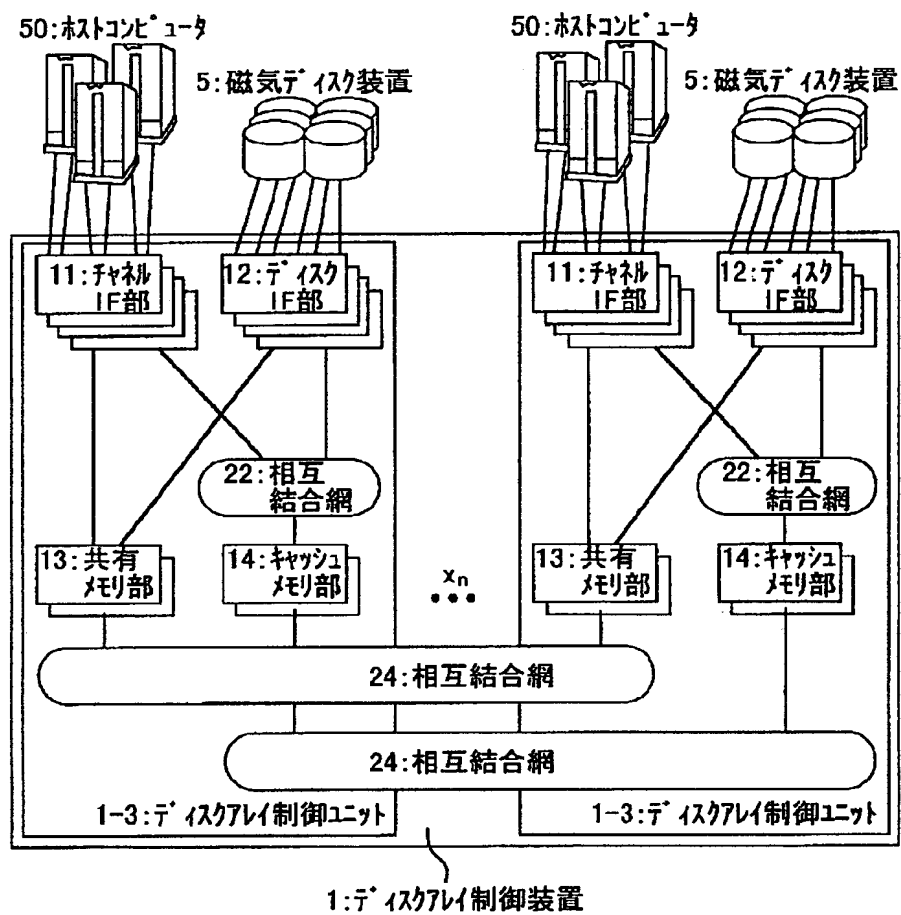 50:ホストコンピュータ
50:ホストコンピュータ
5:磁気ディスク装置
5:磁気ディスク装置
11:チャネル
IF部
12:ディスク
IF部
11:チャネル
IF部
12:ディスク
IF部
22:相互
結合網
22:相互
結合網
13:共有
メモリ部
14:キャッシュ
メモリ部
xn
•••
13:共有
メモリ部
14:キャッシュ
メモリ部
24:相互結合網
24:相互結合網
1-3:ディスクアレイ制御ユニット
1-3:ディスクアレイ制御ユニット
1:ディスクアレイ制御装置